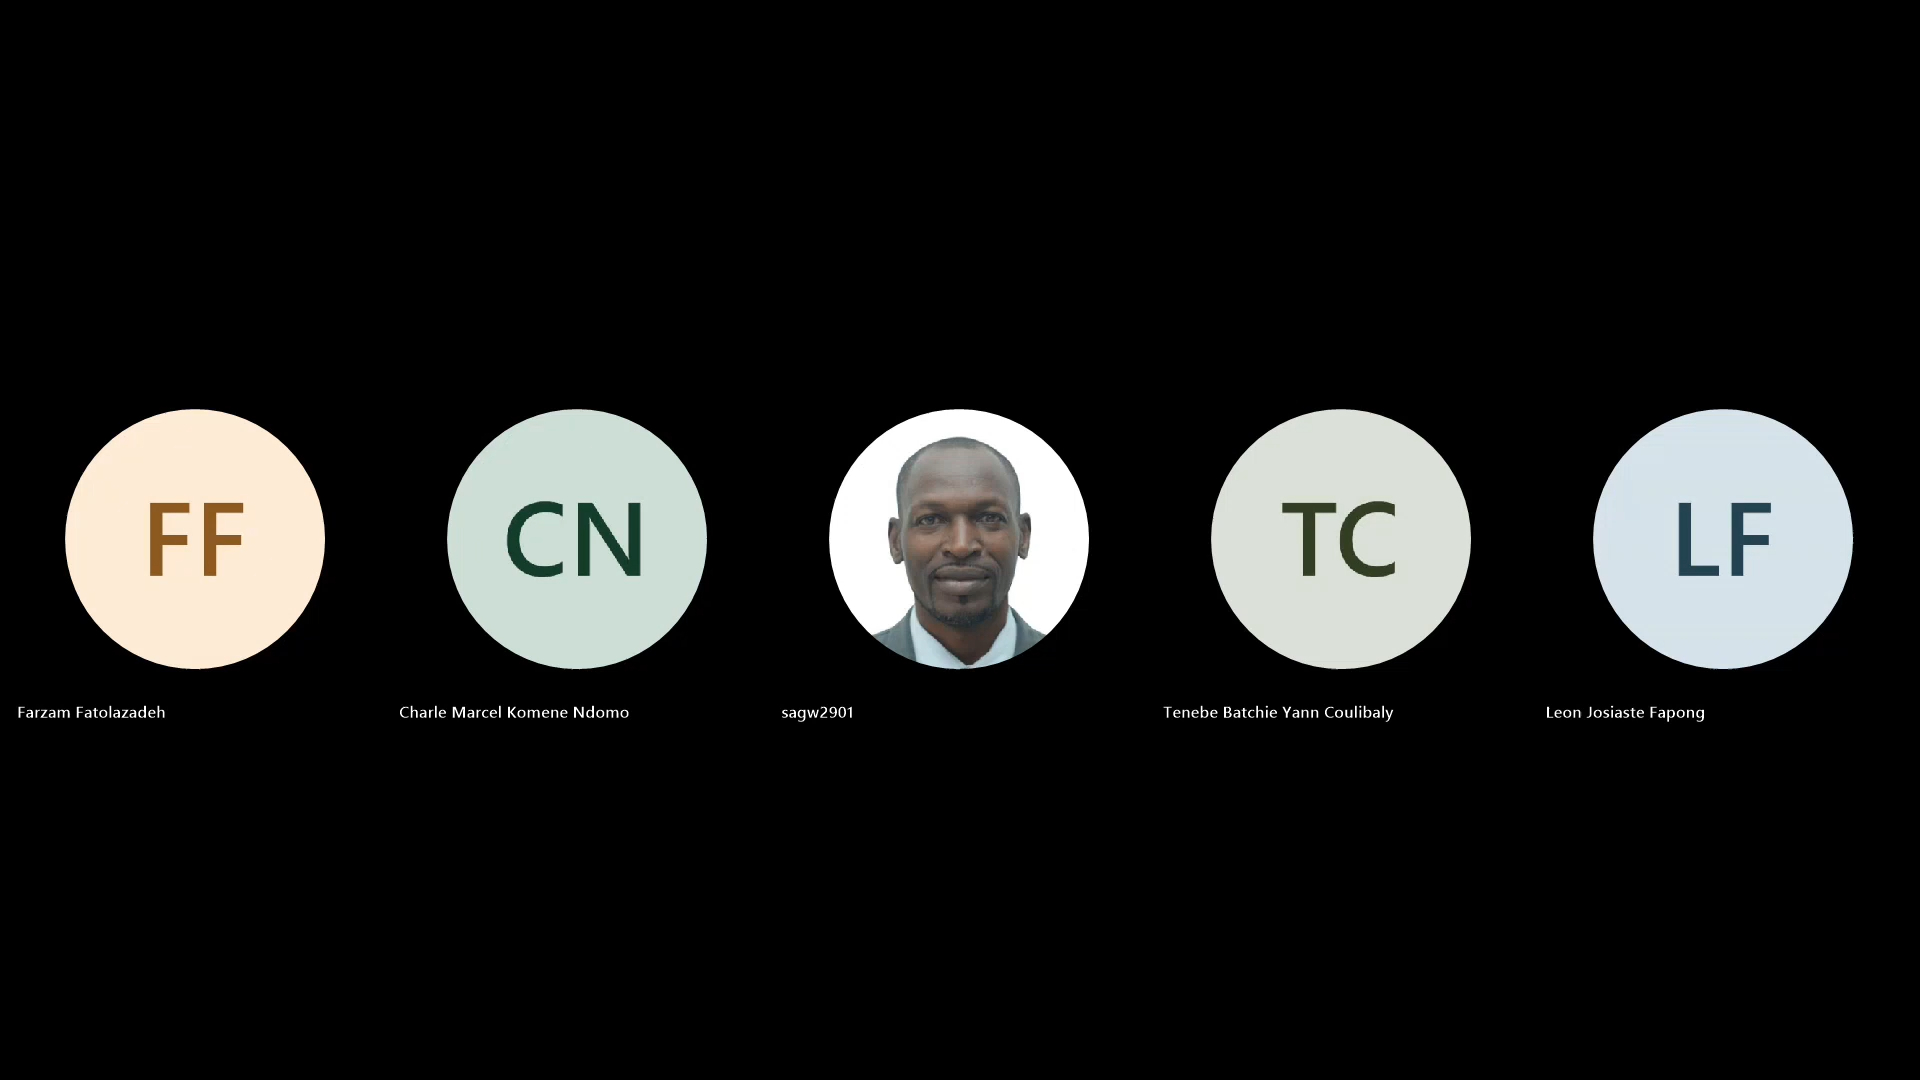 FF
CN
TC
LF
Farzam Fatolazadeh
Charle Marcel Komene Ndomo
sagw2901
Tenebe Batchie Yann Coulibaly
Leon Josiaste Fapong